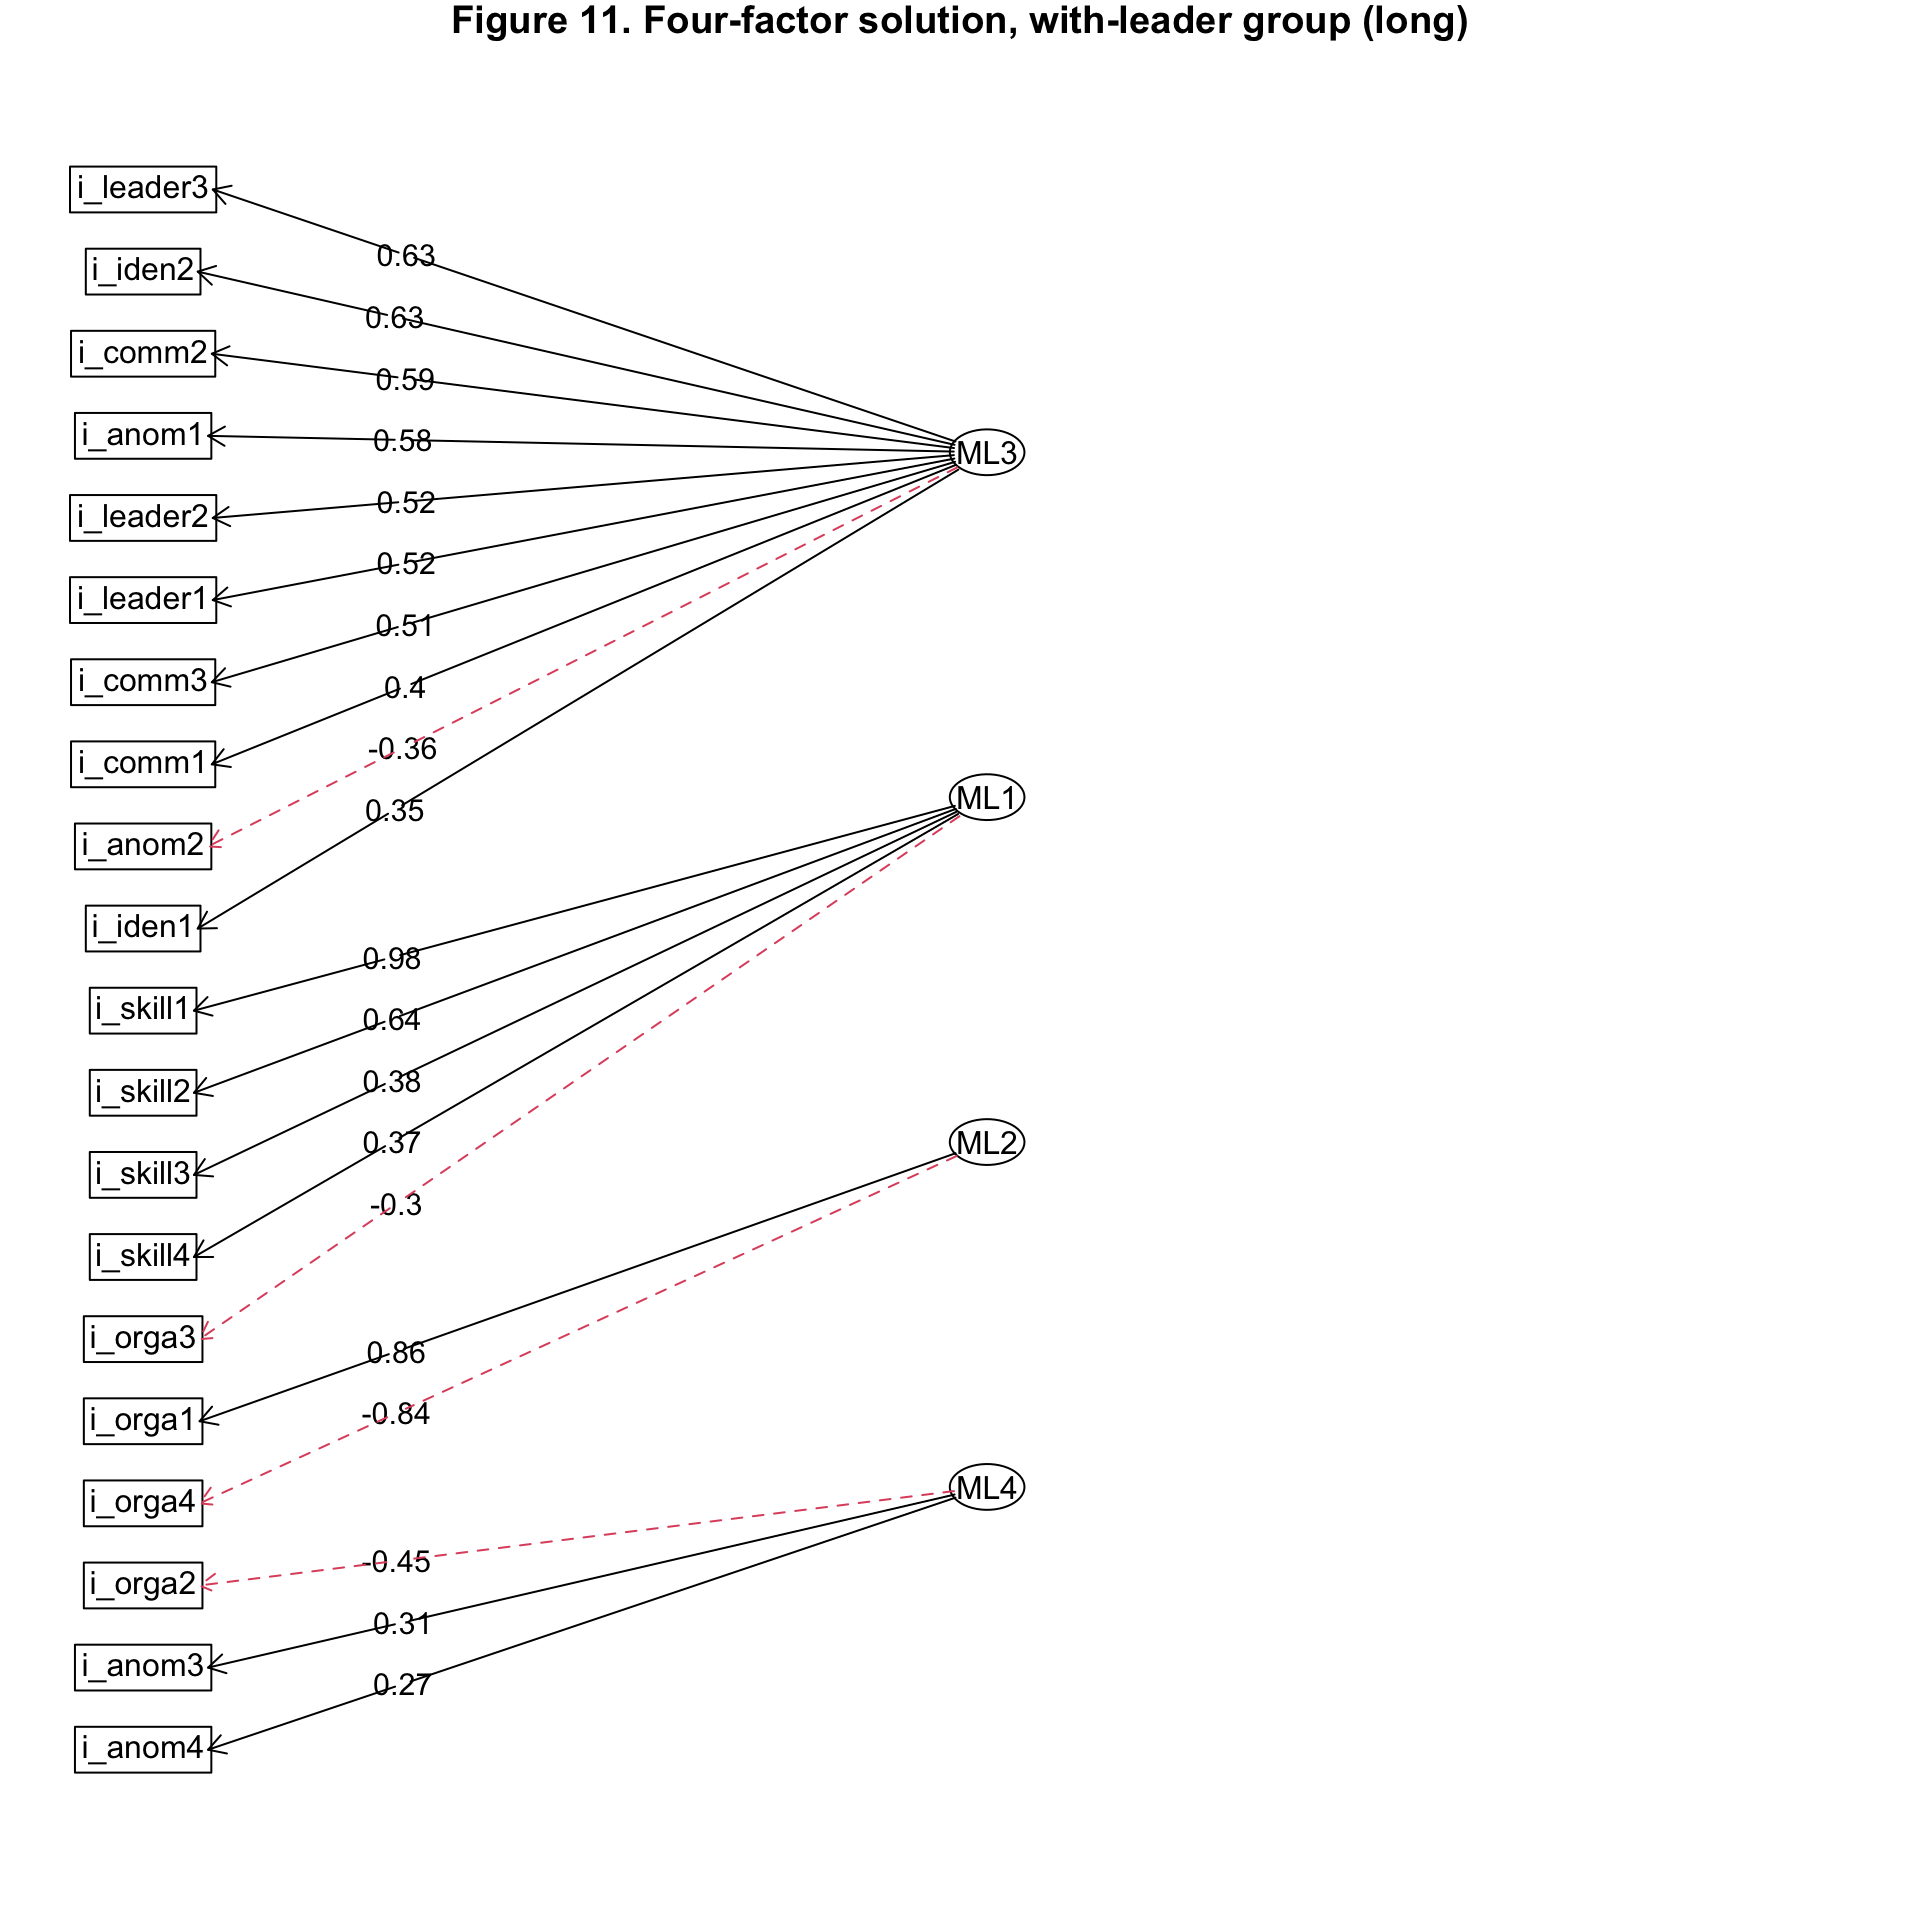 Figure 11. Four-factor solution, with-leader group (long)
i_leader3
0.63
i_iden2
0.63
i_comm2
0.59
i_anom1
0.58
ML3
i_leader2
0.52
i_leader1
0.52
i_comm3
0.51
i_comm1
0.4
i_anom2
-0.36
i_iden1
0.35
ML1
i_skill1
0.98
i_skill2
0.64
i_skill3
0.38
i_skill4
0.37
i_orga3
-0.3
ML2
i_orga1
0.86
i_orga4
-0.84
ML4
i_orga2
-0.45
i_anom3
0.31
i_anom4
0.27